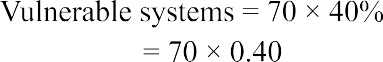 Vulnerable systems = 70 × 40%
= 70 × 0.40